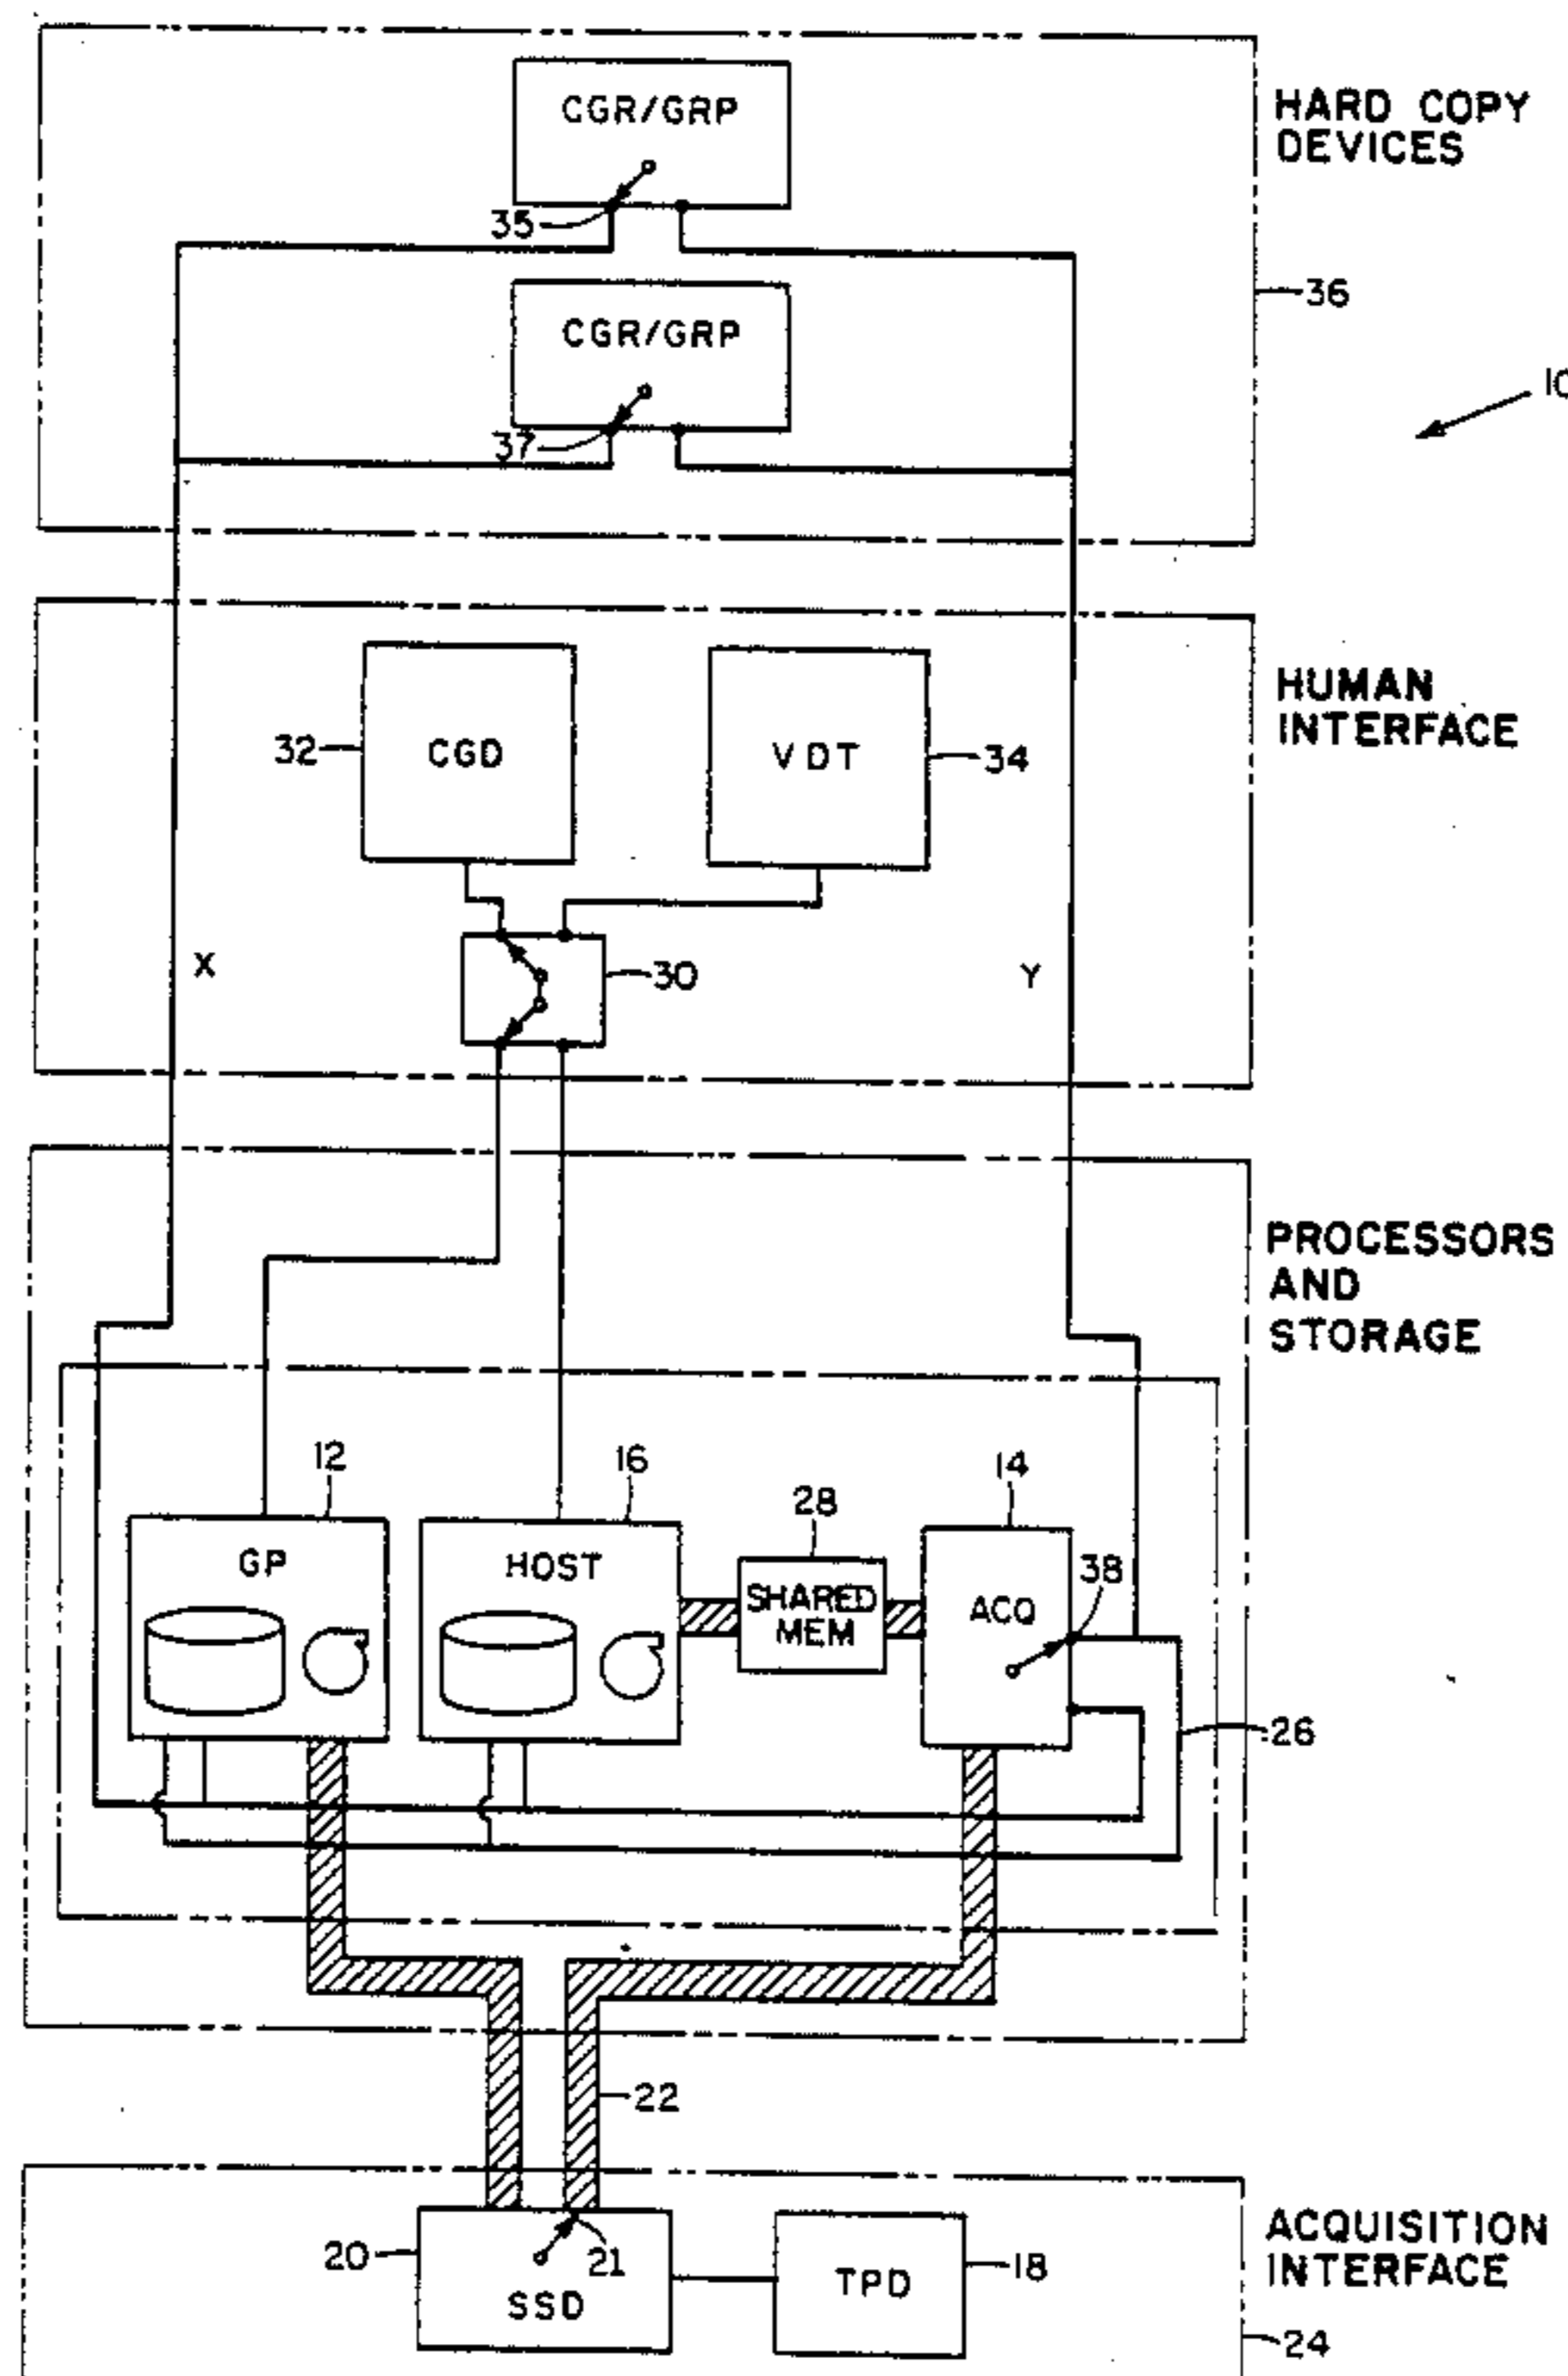 CGR/GRP
HARD COPY
DEVICES
35
36
CGR/GRP
37
HUMAN
INTERFACE
32
CGD
VDT
34
X
30
Y
PROCESSORS
AND
STORAGE
12
16
28
14
38
GP
HOST
SHARED
MEM
ACQ
26
22
ACQUISITION
INTERFACE
20
21
SSD
TPD
18
24